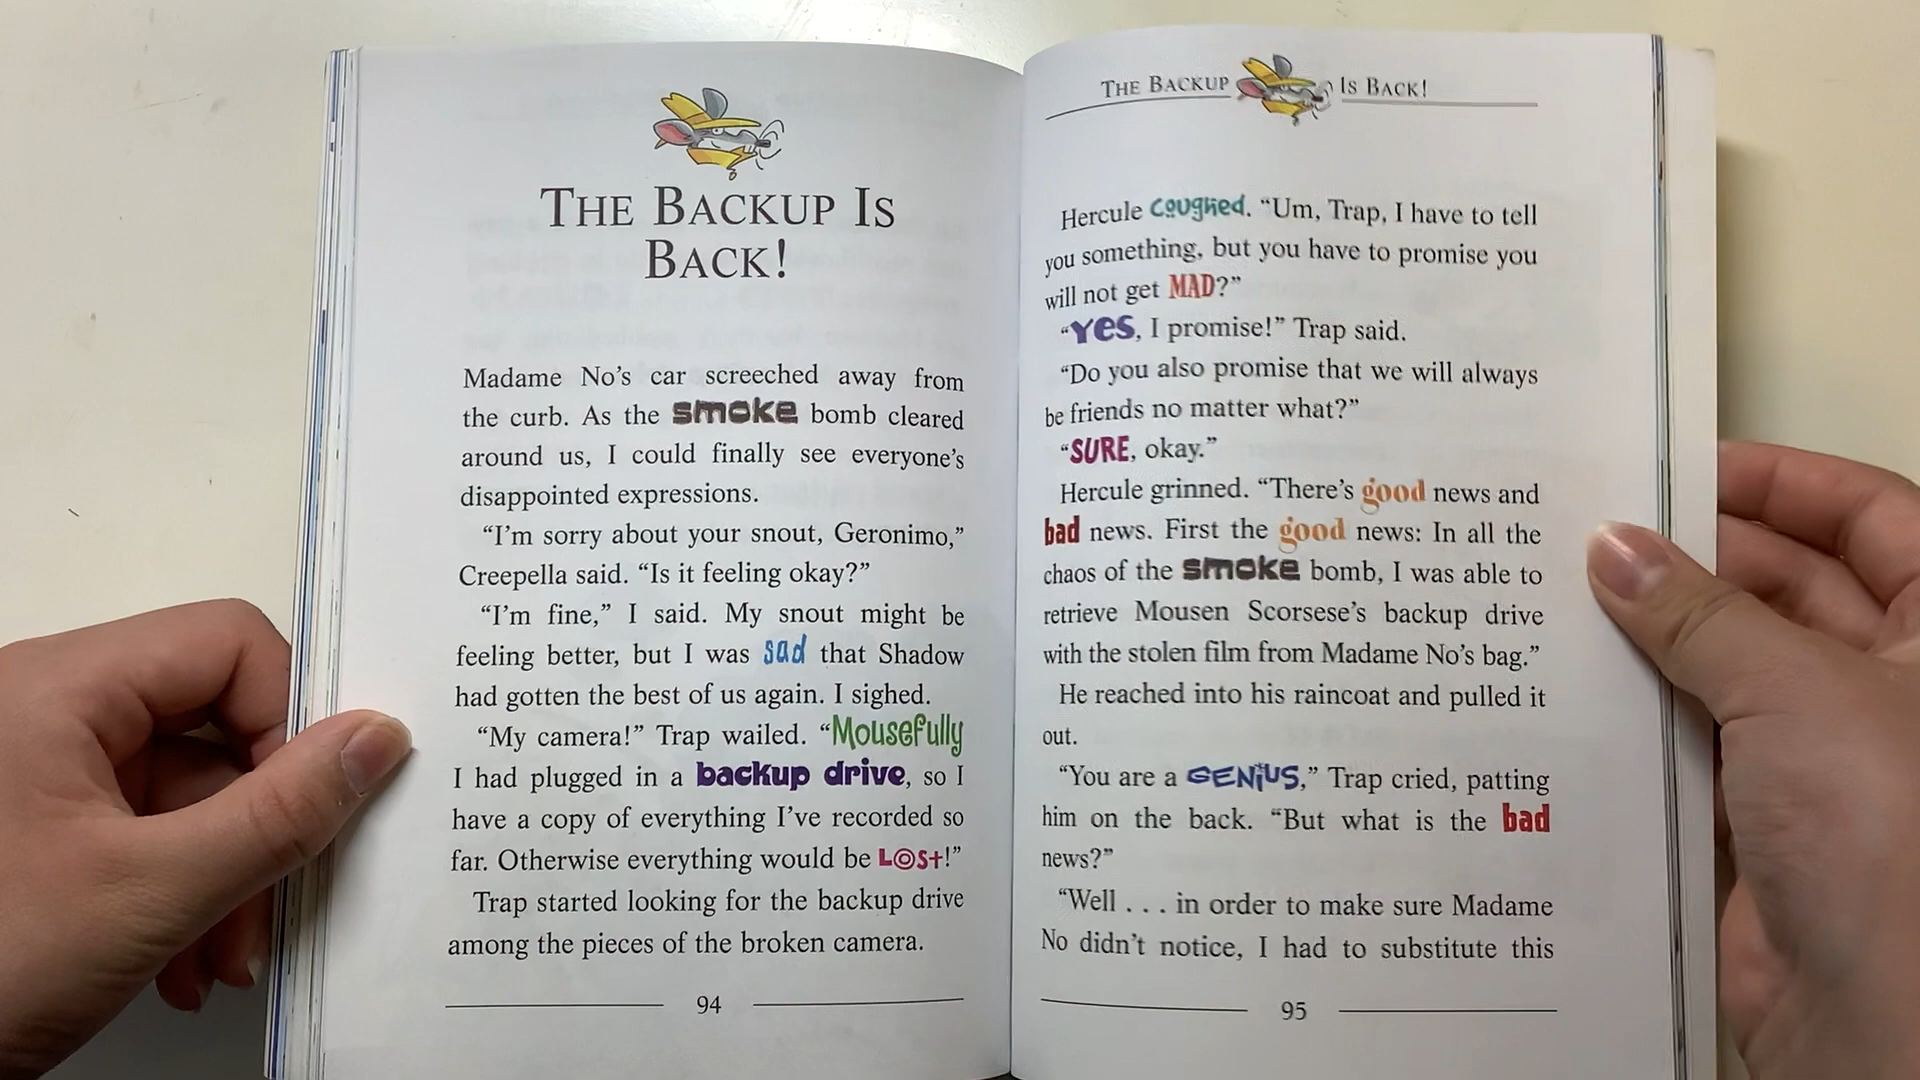 THE BACKUP IS
BACK!
Madame No's car screeched away from
the curb. As the smoke bomb cleared
around us, I could finally see everyone's
disappointed expressions.
“I'm sorry about your snout, Geronimo,”
Creepella said. “Is it feeling okay?”
“I'm fine,” I said. My snout might be
feeling better, but I was sad that Shadow
had gotten the best of us again. I sighed.
“My camera!” Trap wailed. “Mousefully
I had plugged in a backup drive, so I
have a copy of everything I've recorded so
far. Otherwise everything would be LOST!”
Trap started looking for the backup drive
among the pieces of the broken camera.
94
THE BACKUP IS BACK!
Hercule coughed. “Um, Trap, I have to tell
you something, but you have to promise you
will not get MAD?”
“Yes, I promise!” Trap said.
“Do you also promise that we will always
be friends no matter what?”
“SURE, okay.”
Hercule grinned. “There's good news and
bad news. First the good news: In all the
chaos of the smoke bomb, I was able to
retrieve Mousen Scorsese's backup drive
with the stolen film from Madame No's bag.”
He reached into his raincoat and pulled it
out.
“You are a GENIUS,” Trap cried, patting
him on the back. “But what is the bad
news?”
“Well . . . in order to make sure Madame
No didn't notice, I had to substitute this
95